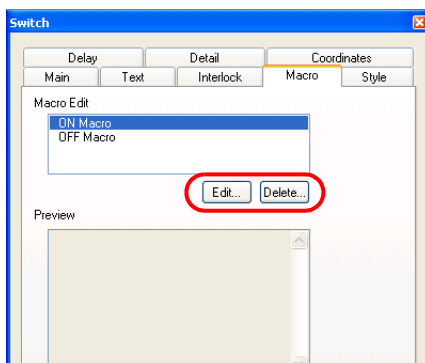 Switch
Delay Detail Coordinates
Main Text Interlock Macro Style
Macro Edit
ON Macro
OFF Macro
Edit... Delete...
Preview